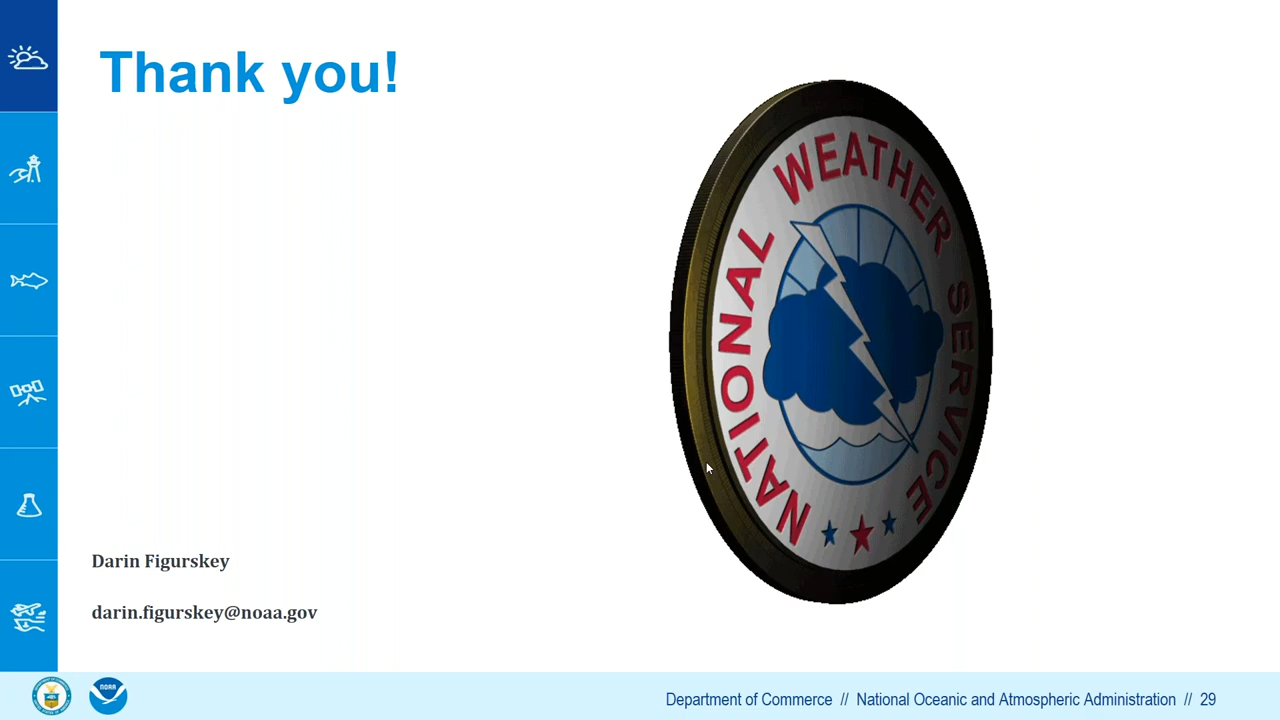 Thank you!
NATIONAL WEATHER SERVICE
Darin Figurskey
darin.figurskey@noaa.gov
NOAA
Department of Commerce // National Oceanic and Atmospheric Administration // 29